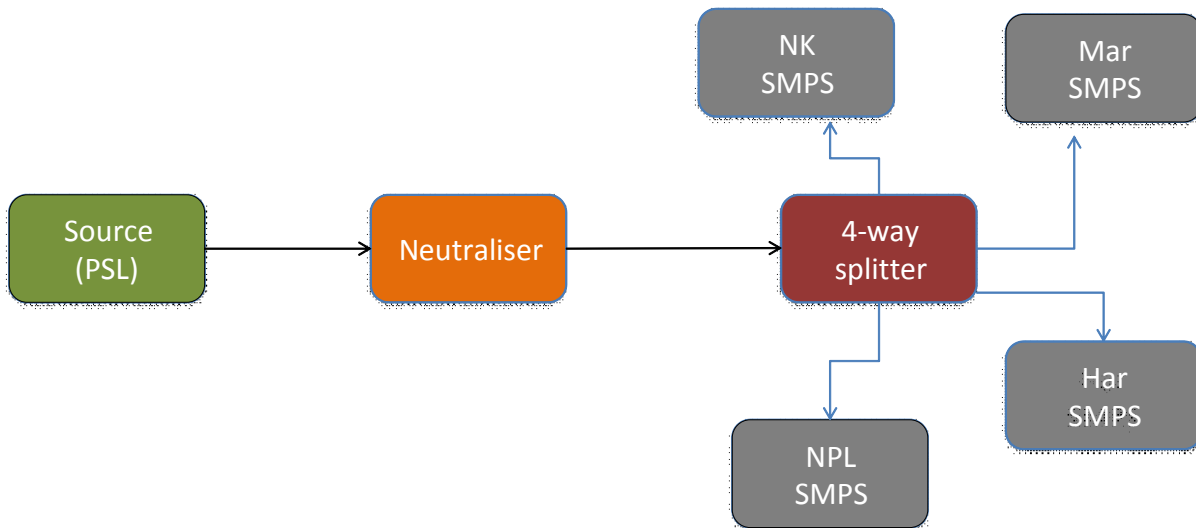 NK
SMPS
Mar
SMPS
Source
(PSL)
Neutraliser
4-way
splitter
Har
SMPS
NPL
SMPS